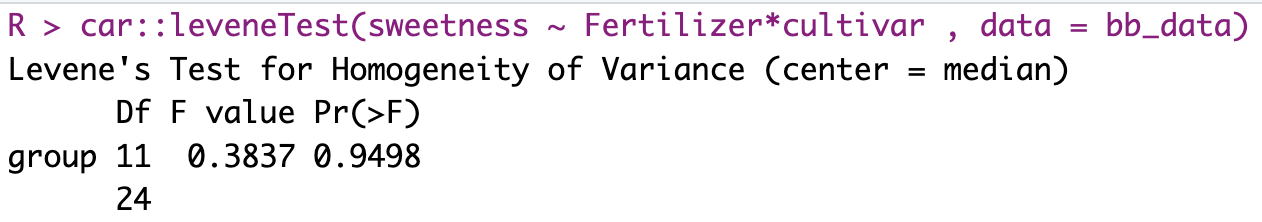 R > car::leveneTest(sweetness ~ Fertilizer*cultivar , data = bb_data)
Levene's Test for Homogeneity of Variance (center = median)
      Df F value Pr(>F)
group 11  0.3837 0.9498
      24